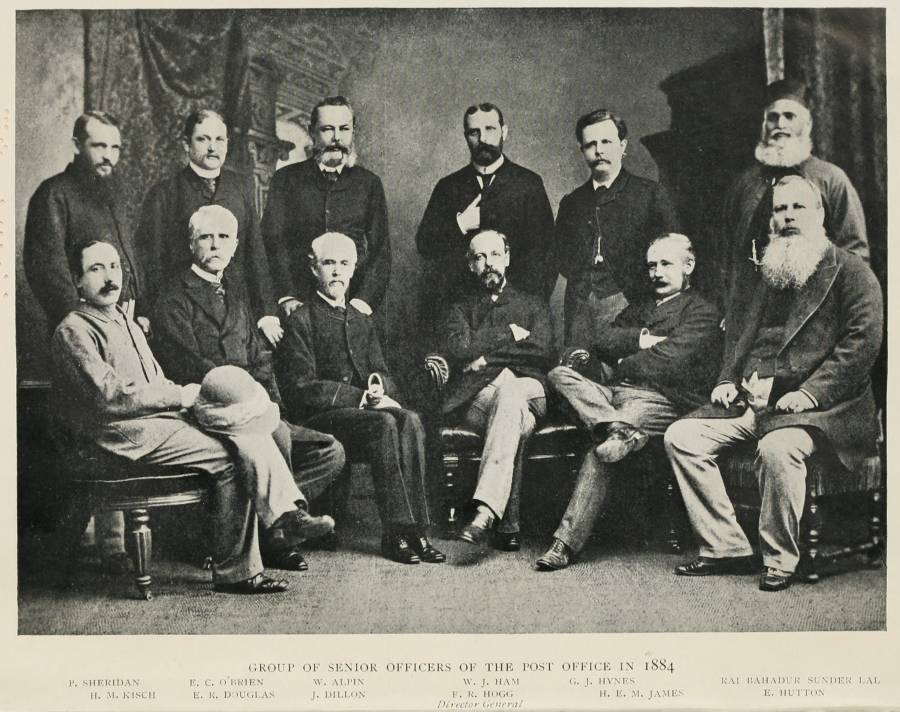 GROUP OF SENIOR OFFICERS OF THE POST OFFICE IN 1884
P. SHERIDAN E. C. O'BRIEN W. ALPIN W. J. HAM G. J. HYNES RAI BAHADUR SUNDER LAL
H. M. KISCH E. R. DOUGLAS J. DILLON F. R. HOGG H. E. M. JAMES E. HUTTON
Director General